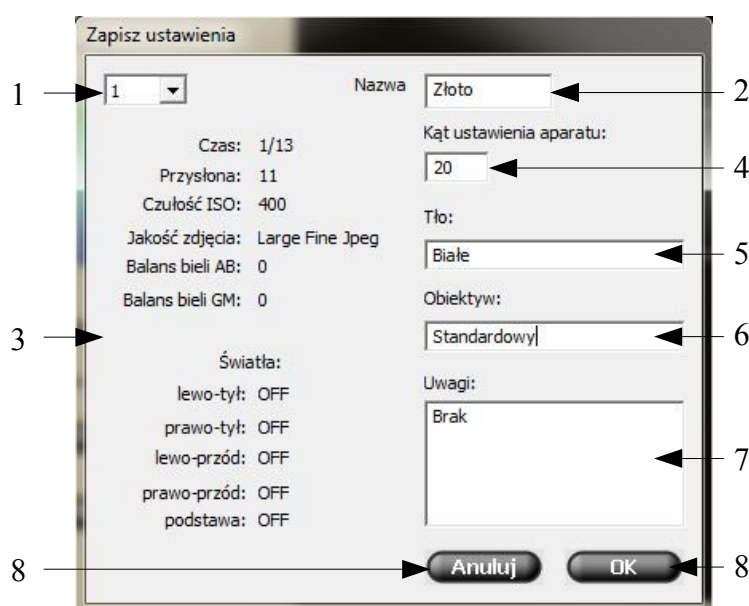 Zapisz ustawienia
1 1 Nazwa Złoto 2
Kąt ustawienia aparatu:
Czas: 1/13
20 4
Przysłona: 11
Czułość ISO: 400
Tło:
Jakość zdjęcia: Large Fine Jpeg
Białe 5
Balans bieli AB: 0
Balans bieli GM: 0
Obiektyw:
3 Standardowy 6
Światła:
Uwagi:
lewo-tył: OFF
Brak
prawo-tył: OFF
lewo-przód: OFF
7
prawo-przód: OFF
podstawa: OFF
8 Anuluj OK 8